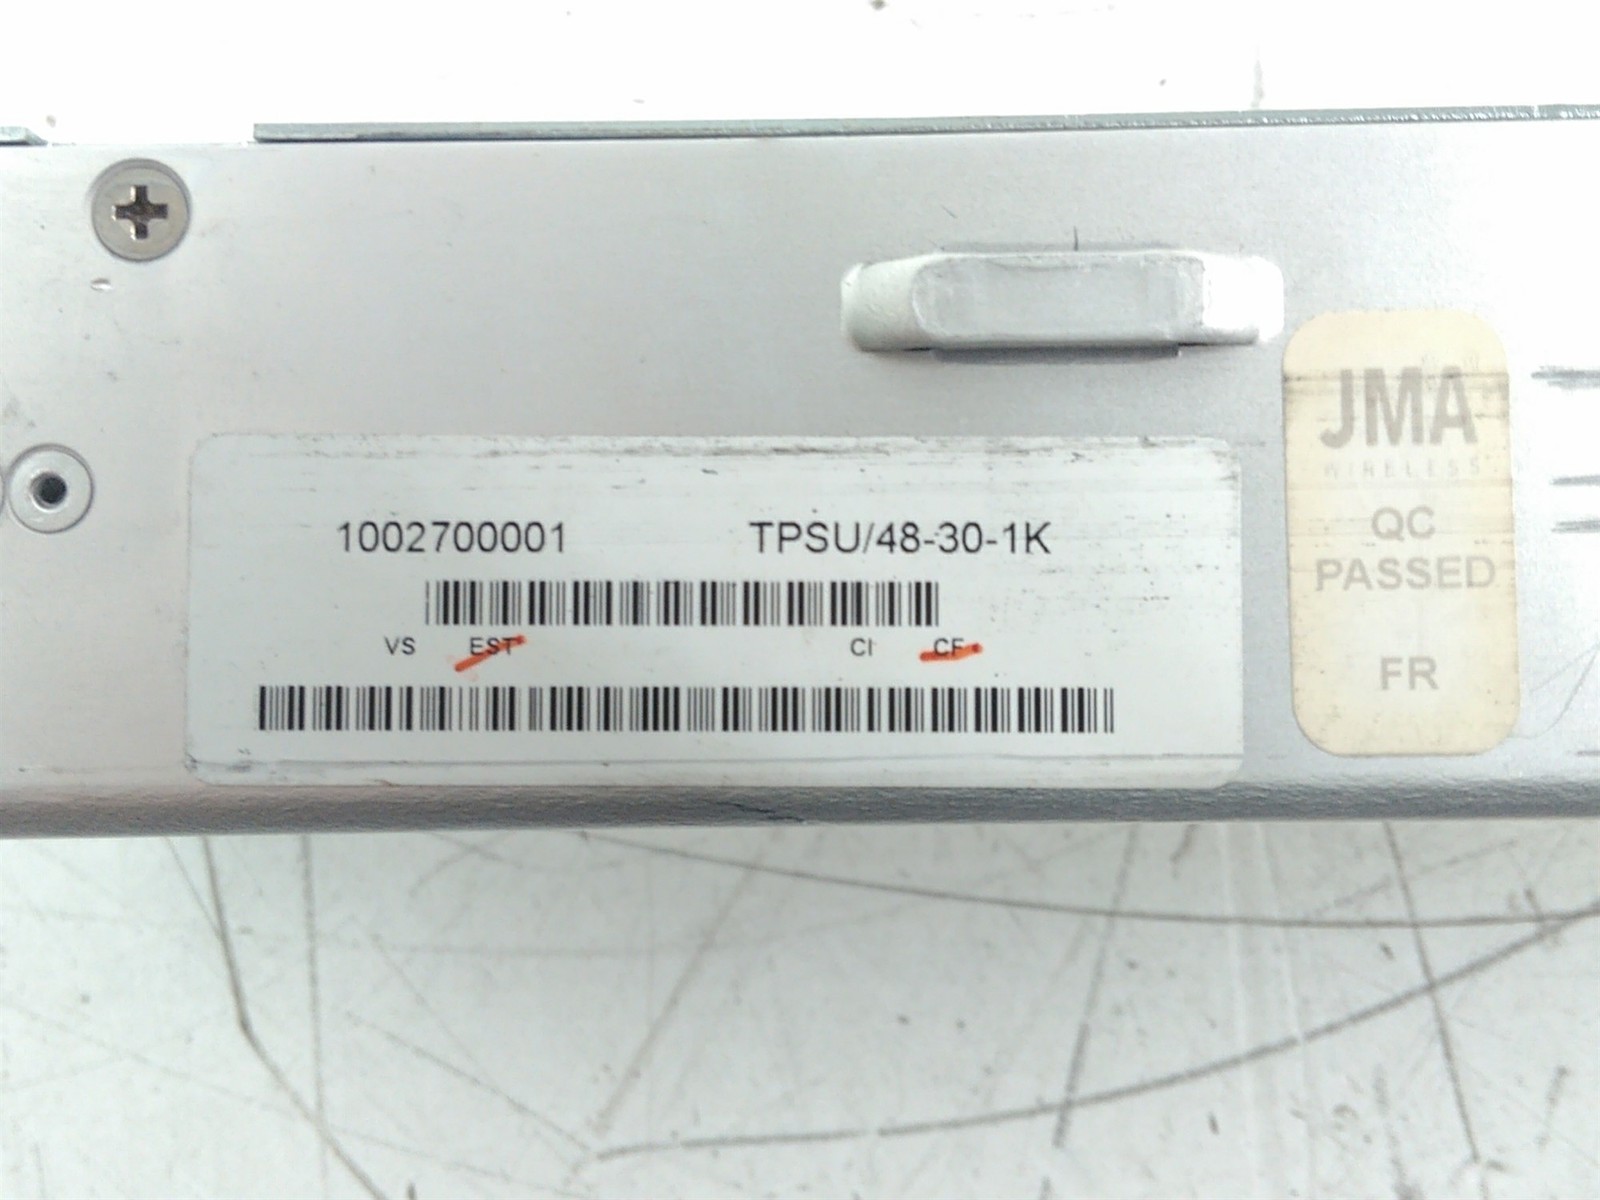 1002700001 TPSU/48-30-1K
VS EST CI CF
JMA
WIRELESS
QC
PASSED
FR